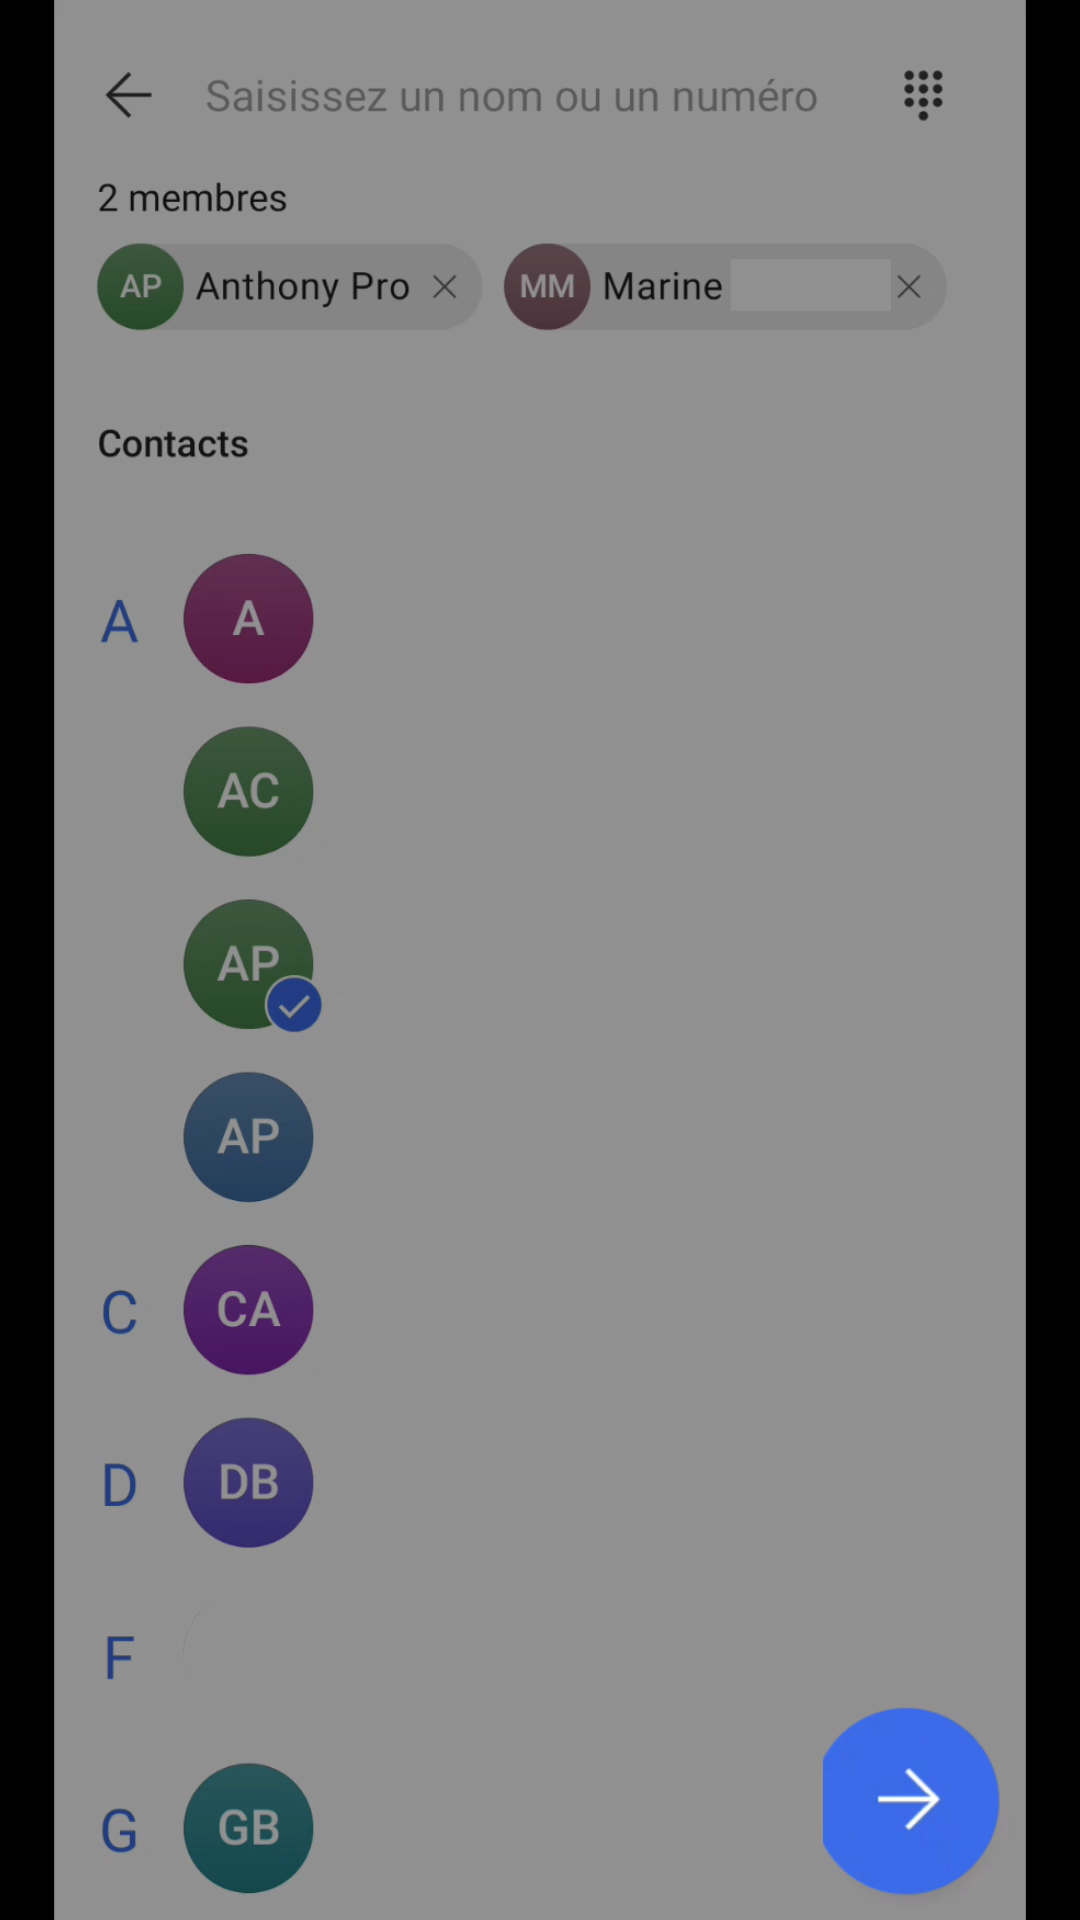 Saisissez un nom ou un numéro
2 membres
AP Anthony Pro MM Marine
Contacts
A A
AC
AP
AP
C CA
D DB
F
G GB